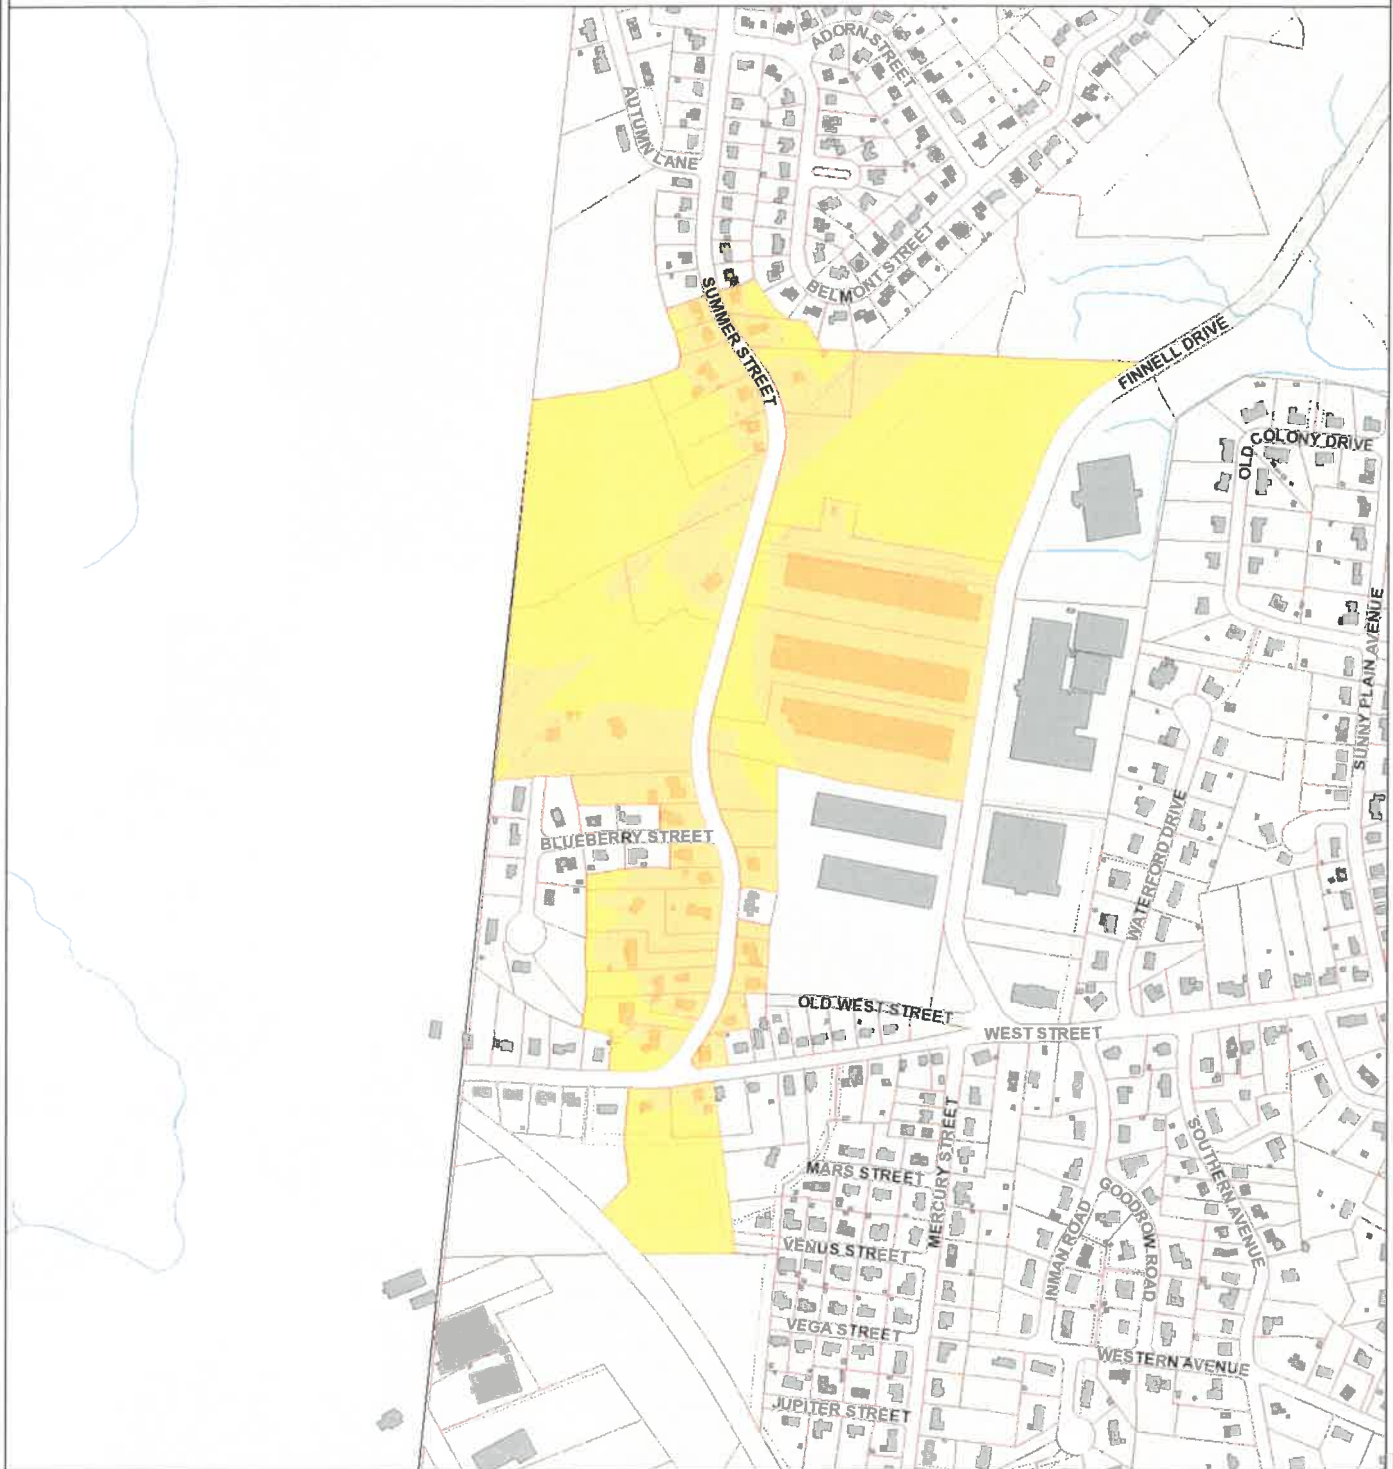 ADORN STREET
AUTUMN LANE
BELMONT STREET
SUMMER STREET
FINNELL DRIVE
OLD COLONY DRIVE
SUNNY PLAIN AVENUE
BLUEBERRY STREET
WATERFORD DRIVE
OLD WEST STREET
WEST STREET
MERCURY STREET
SOUTHERN AVENUE
MARS STREET
GOODROW ROAD
INMAN ROAD
VENUS STREET
VEGA STREET
WESTERN AVENUE
JUPITER STREET